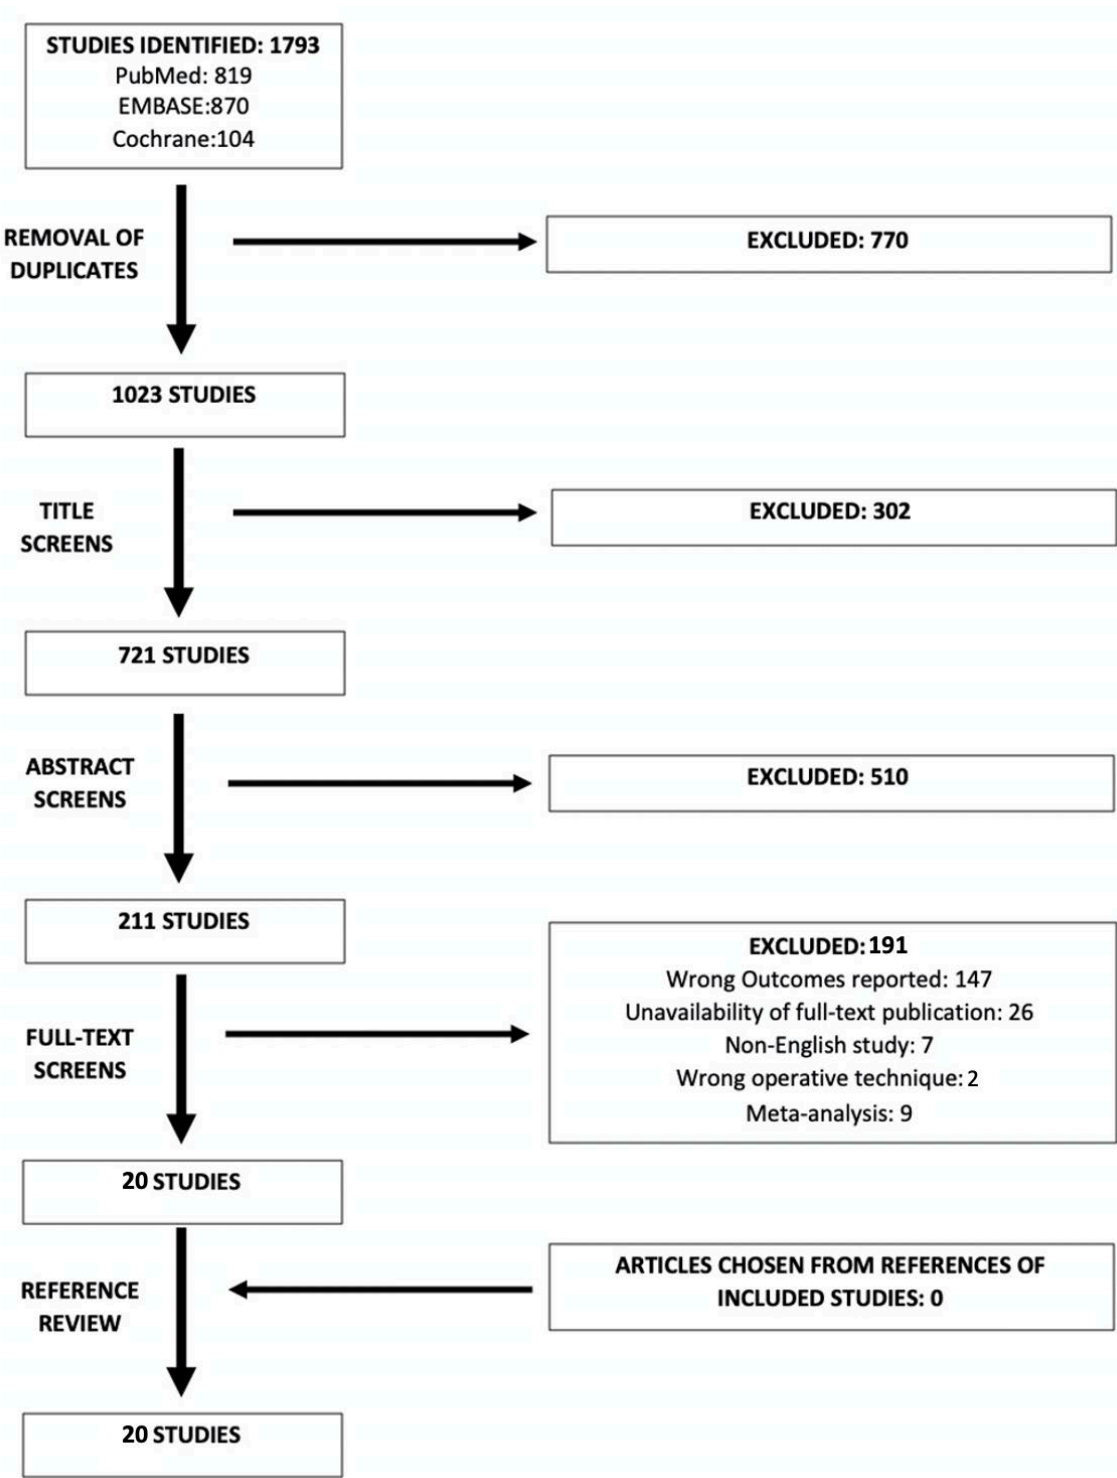 STUDIES IDENTIFIED: 1793
PubMed: 819
EMBASE:870
Cochrane:104
REMOVAL OF
DUPLICATES
EXCLUDED: 770
1023 STUDIES
TITLE
SCREENS
EXCLUDED: 302
721 STUDIES
ABSTRACT
SCREENS
EXCLUDED: 510
211 STUDIES
FULL-TEXT
SCREENS
EXCLUDED: 191
Wrong Outcomes reported: 147
Unavailability of full-text publication: 26
Non-English study: 7
Wrong operative technique: 2
Meta-analysis: 9
20 STUDIES
REFERENCE
REVIEW
ARTICLES CHOSEN FROM REFERENCES OF
INCLUDED STUDIES: 0
20 STUDIES